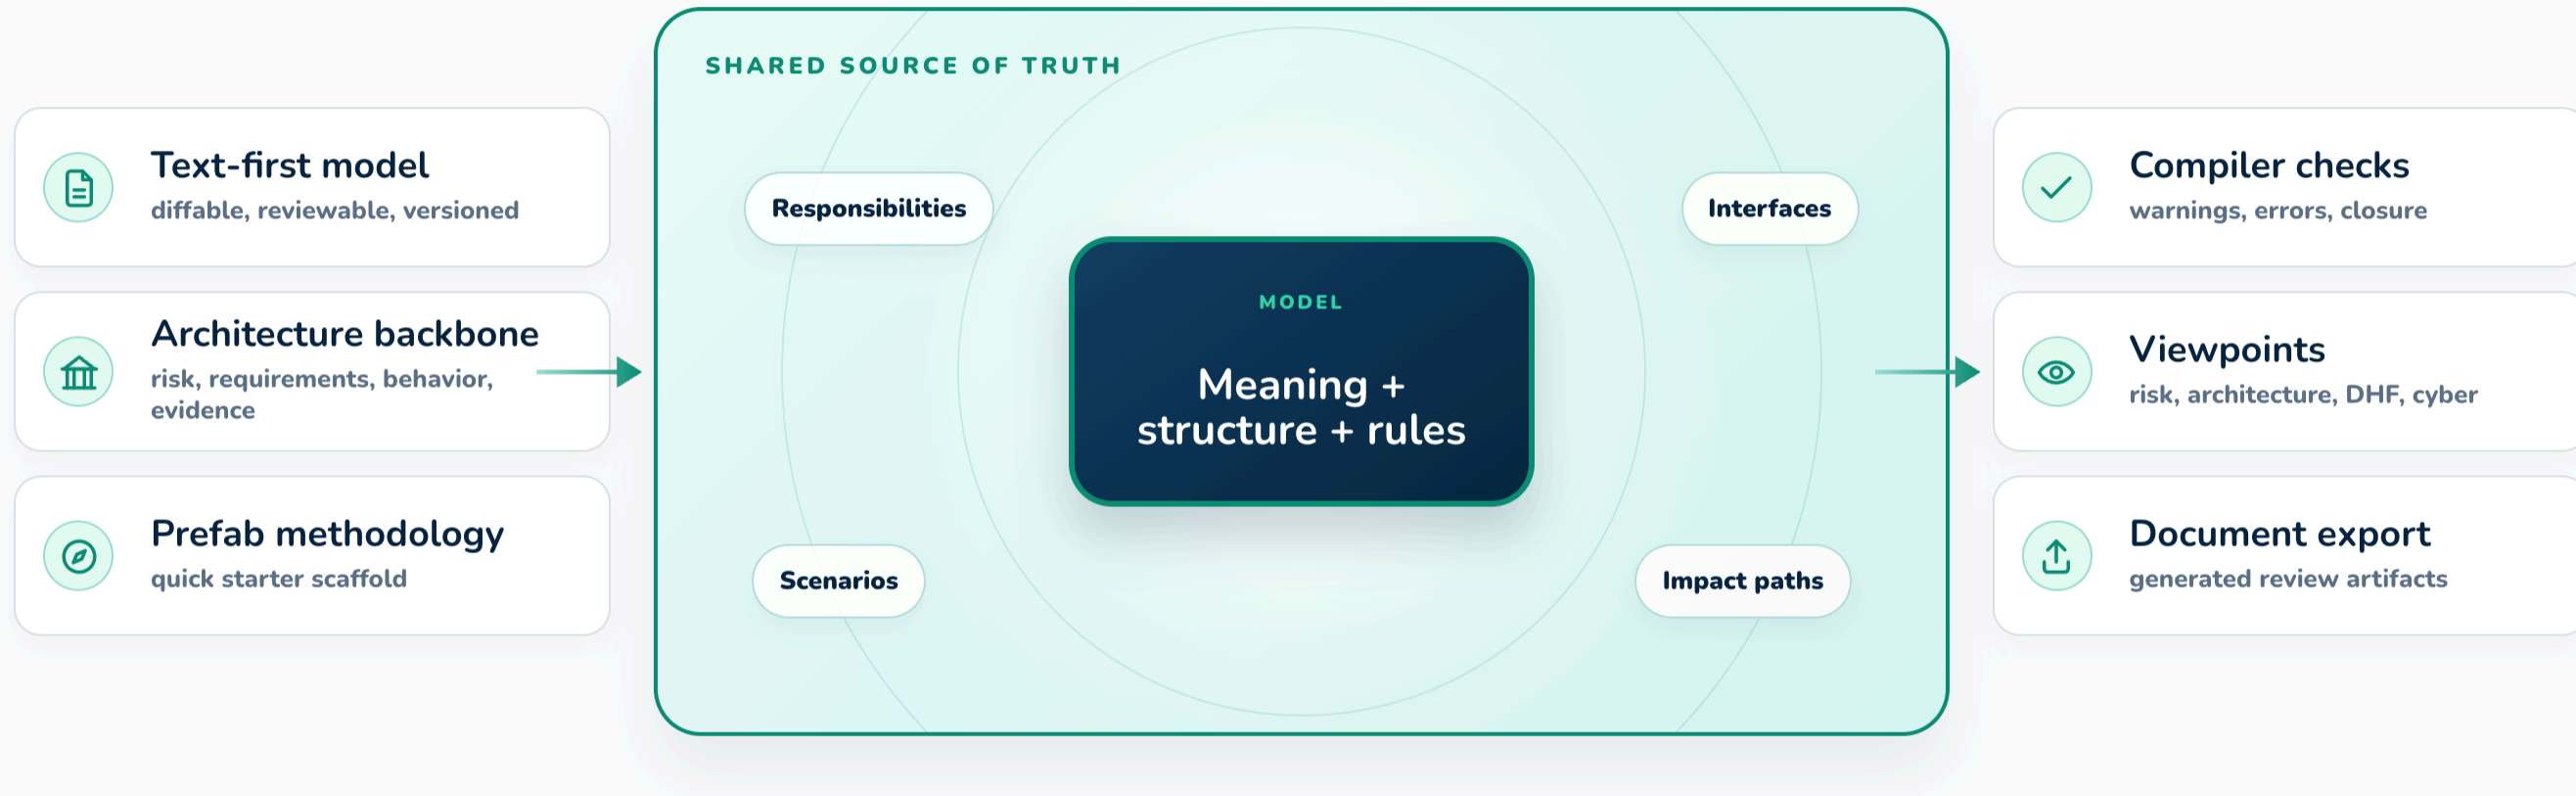 SHARED SOURCE OF TRUTH
Text-first model
diffable, reviewable, versioned
Architecture backbone
risk, requirements, behavior,
evidence
Prefab methodology
quick starter scaffold
Responsibilities
Interfaces
MODEL
Meaning +
structure + rules
Scenarios
Impact paths
Compiler checks
warnings, errors, closure
Viewpoints
risk, architecture, DHF, cyber
Document export
generated review artifacts